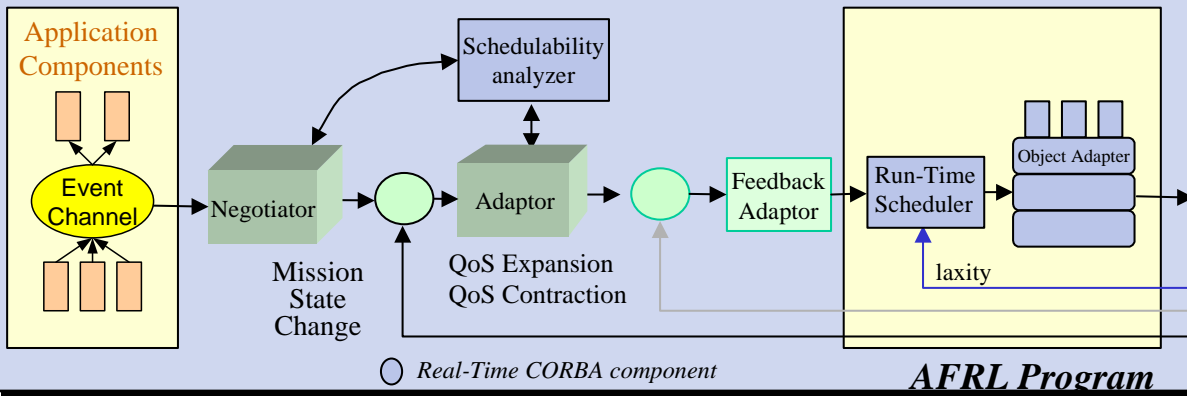 Application
Components
Event
Channel
Negotiator
Mission
State
Change
Schedulability
analyzer
Adaptor
QoS Expansion
QoS Contraction
Feedback
Adaptor
Run-Time
Scheduler
Object Adapter
laxity
Real-Time CORBA component
AFRL Program